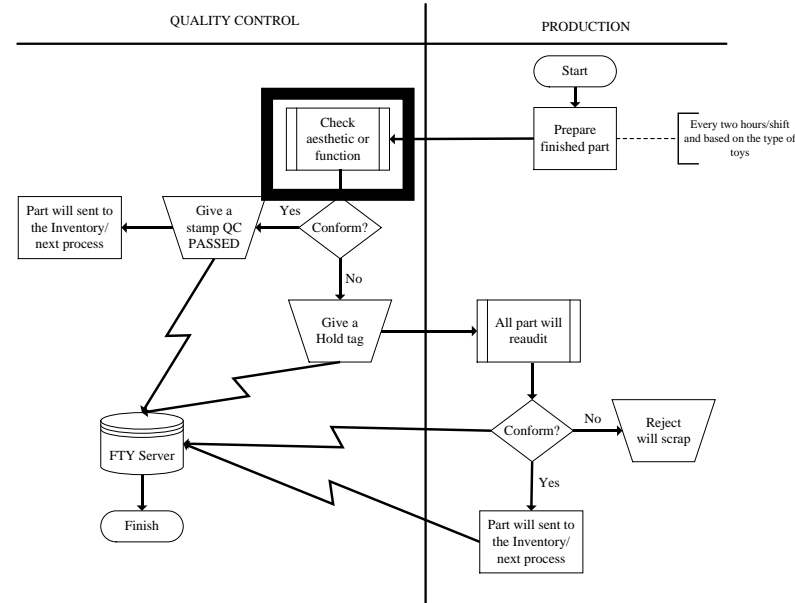 QUALITY CONTROL
PRODUCTION
Start
Check
aesthetic or
function
Prepare
finished part
Every two hours/shift
and based on the type of
toys
Part will sent to
the Inventory/
next process
Give a
stamp QC
PASSED
Yes
Conform?
No
Give a
Hold tag
All part will
reaudit
Conform?
No
Reject
will scrap
FTY Server
Yes
Finish
Part will sent to
the Inventory/
next process